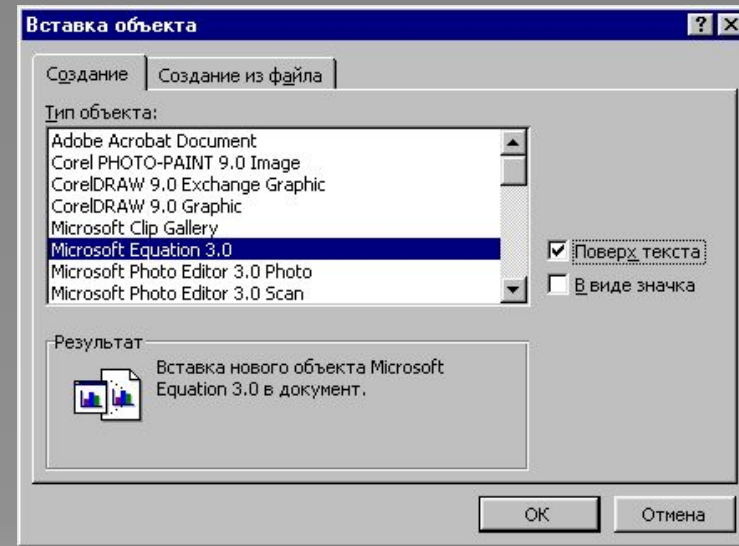 Вставка объекта
Создание
Создание из файла
Тип объекта:
Adobe Acrobat Document
Corel PHOTO-PAINT 9.0 Image
CorelDRAW 9.0 Exchange Graphic
CorelDRAW 9.0 Graphic
Microsoft Clip Gallery
Microsoft Equation 3.0
Microsoft Photo Editor 3.0 Photo
Microsoft Photo Editor 3.0 Scan
Поверх текста
В виде значка
Результат
Вставка нового объекта Microsoft
Equation 3.0 в документ.
ОК
Отмена